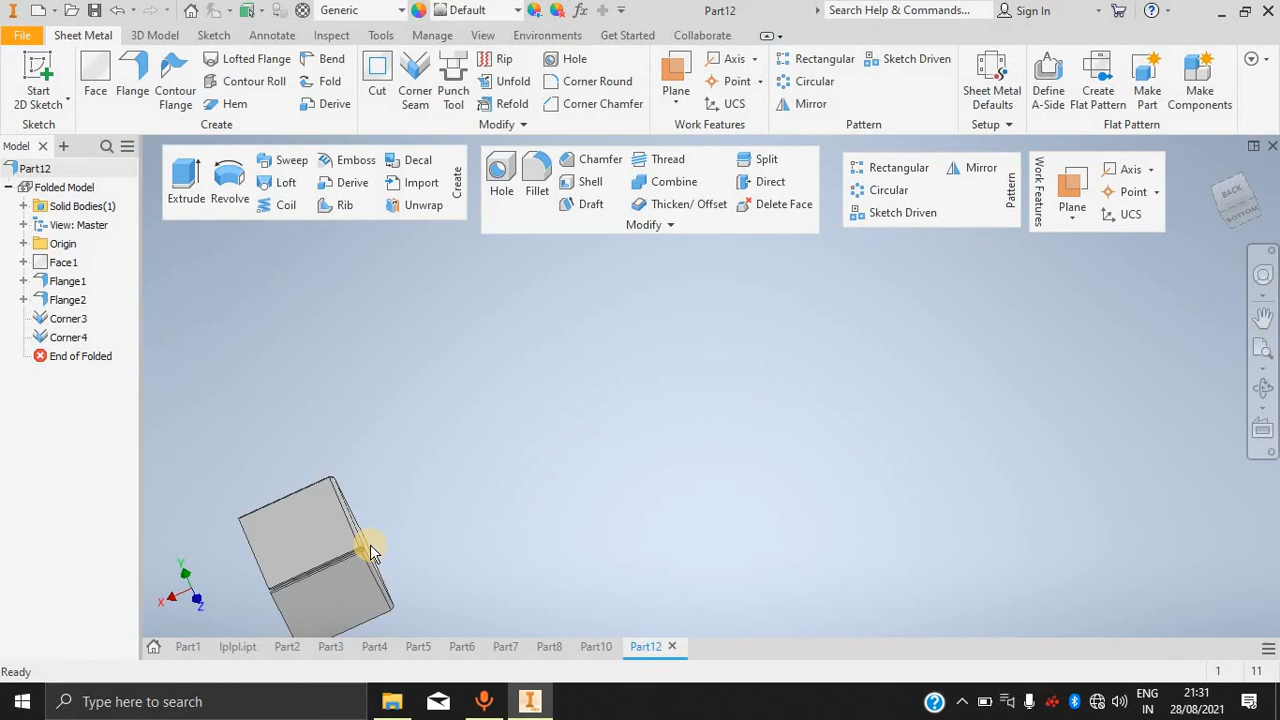 Generic
Default
Part12
Search Help & Commands...
Sign In
File
Sheet Metal
3D Model
Sketch
Annotate
Inspect
Tools
Manage
View
Environments
Get Started
Collaborate
Start
2D Sketch
Face
Flange
Contour
Flange
Lofted Flange
Contour Roll
Hem
Bend
Fold
Derive
Cut
Corner
Seam
Punch
Tool
Rip
Unfold
Refold
Hole
Corner Round
Corner Chamfer
Plane
Axis
Point
UCS
Rectangular
Circular
Mirror
Sketch Driven
Sheet Metal
Defaults
Define
A-Side
Create
Flat Pattern
Make
Part
Make
Components
Sketch
Create
Modify
Work Features
Pattern
Setup
Flat Pattern
Model
Part12
Folded Model
Solid Bodies(1)
View: Master
Origin
Face1
Flange1
Flange2
Corner3
Corner4
End of Folded
Extrude
Revolve
Sweep
Loft
Coil
Emboss
Derive
Rib
Decal
Import
Unwrap
Create
Hole
Fillet
Chamfer
Shell
Draft
Thread
Combine
Thicken/ Offset
Split
Direct
Delete Face
Modify
Rectangular
Circular
Sketch Driven
Mirror
Pattern
Work Features
Plane
Axis
Point
UCS
BACK
BOTTOM
Y
X
Z
Part1
lplpl.ipt
Part2
Part3
Part4
Part5
Part6
Part7
Part8
Part10
Part12
Ready
1
11
Type here to search
ENG
IN
21:31
28/08/2021